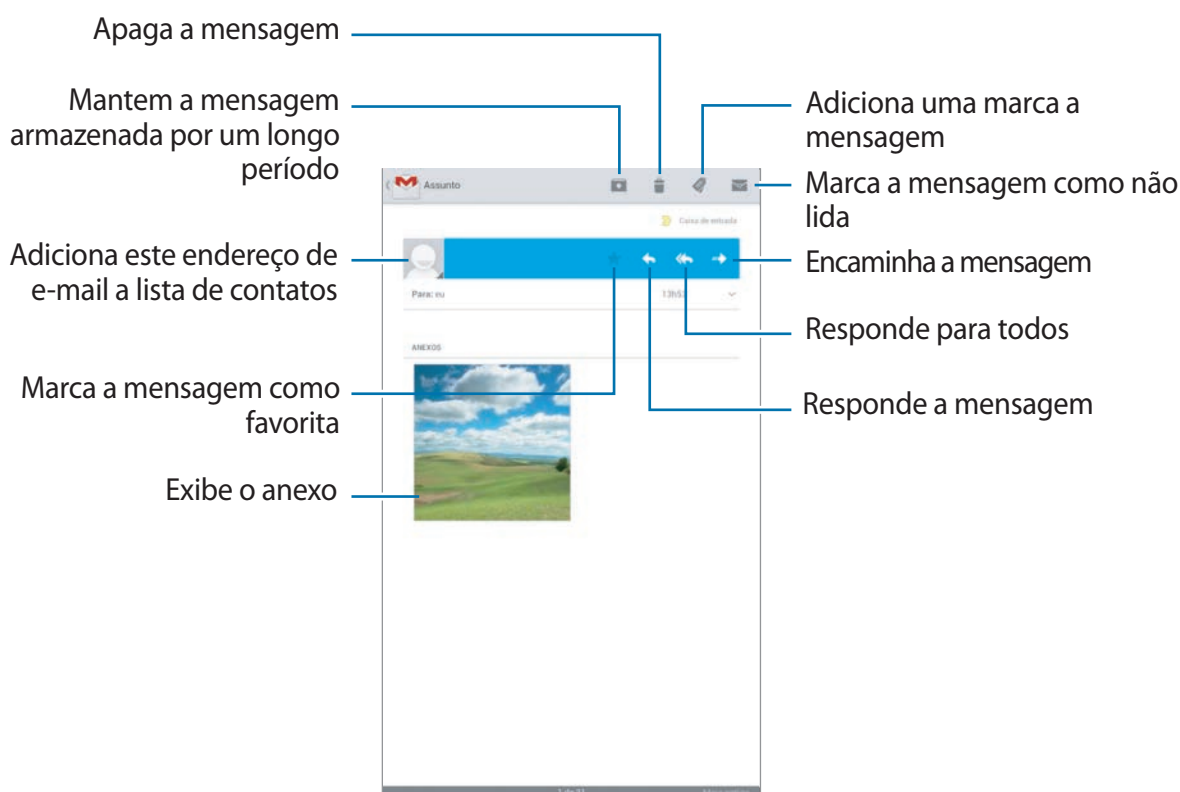 Apaga a mensagem
Mantem a mensagem
armazenada por um longo
período
Adiciona este endereço de
e-mail a lista de contatos
Marca a mensagem como
favorita
Exibe o anexo
Assunto
Caixa de entrada
Para: eu
13h53
ANEXOS
Adiciona uma marca a
mensagem
Marca a mensagem como não
lida
Encaminha a mensagem
Responde para todos
Responde a mensagem